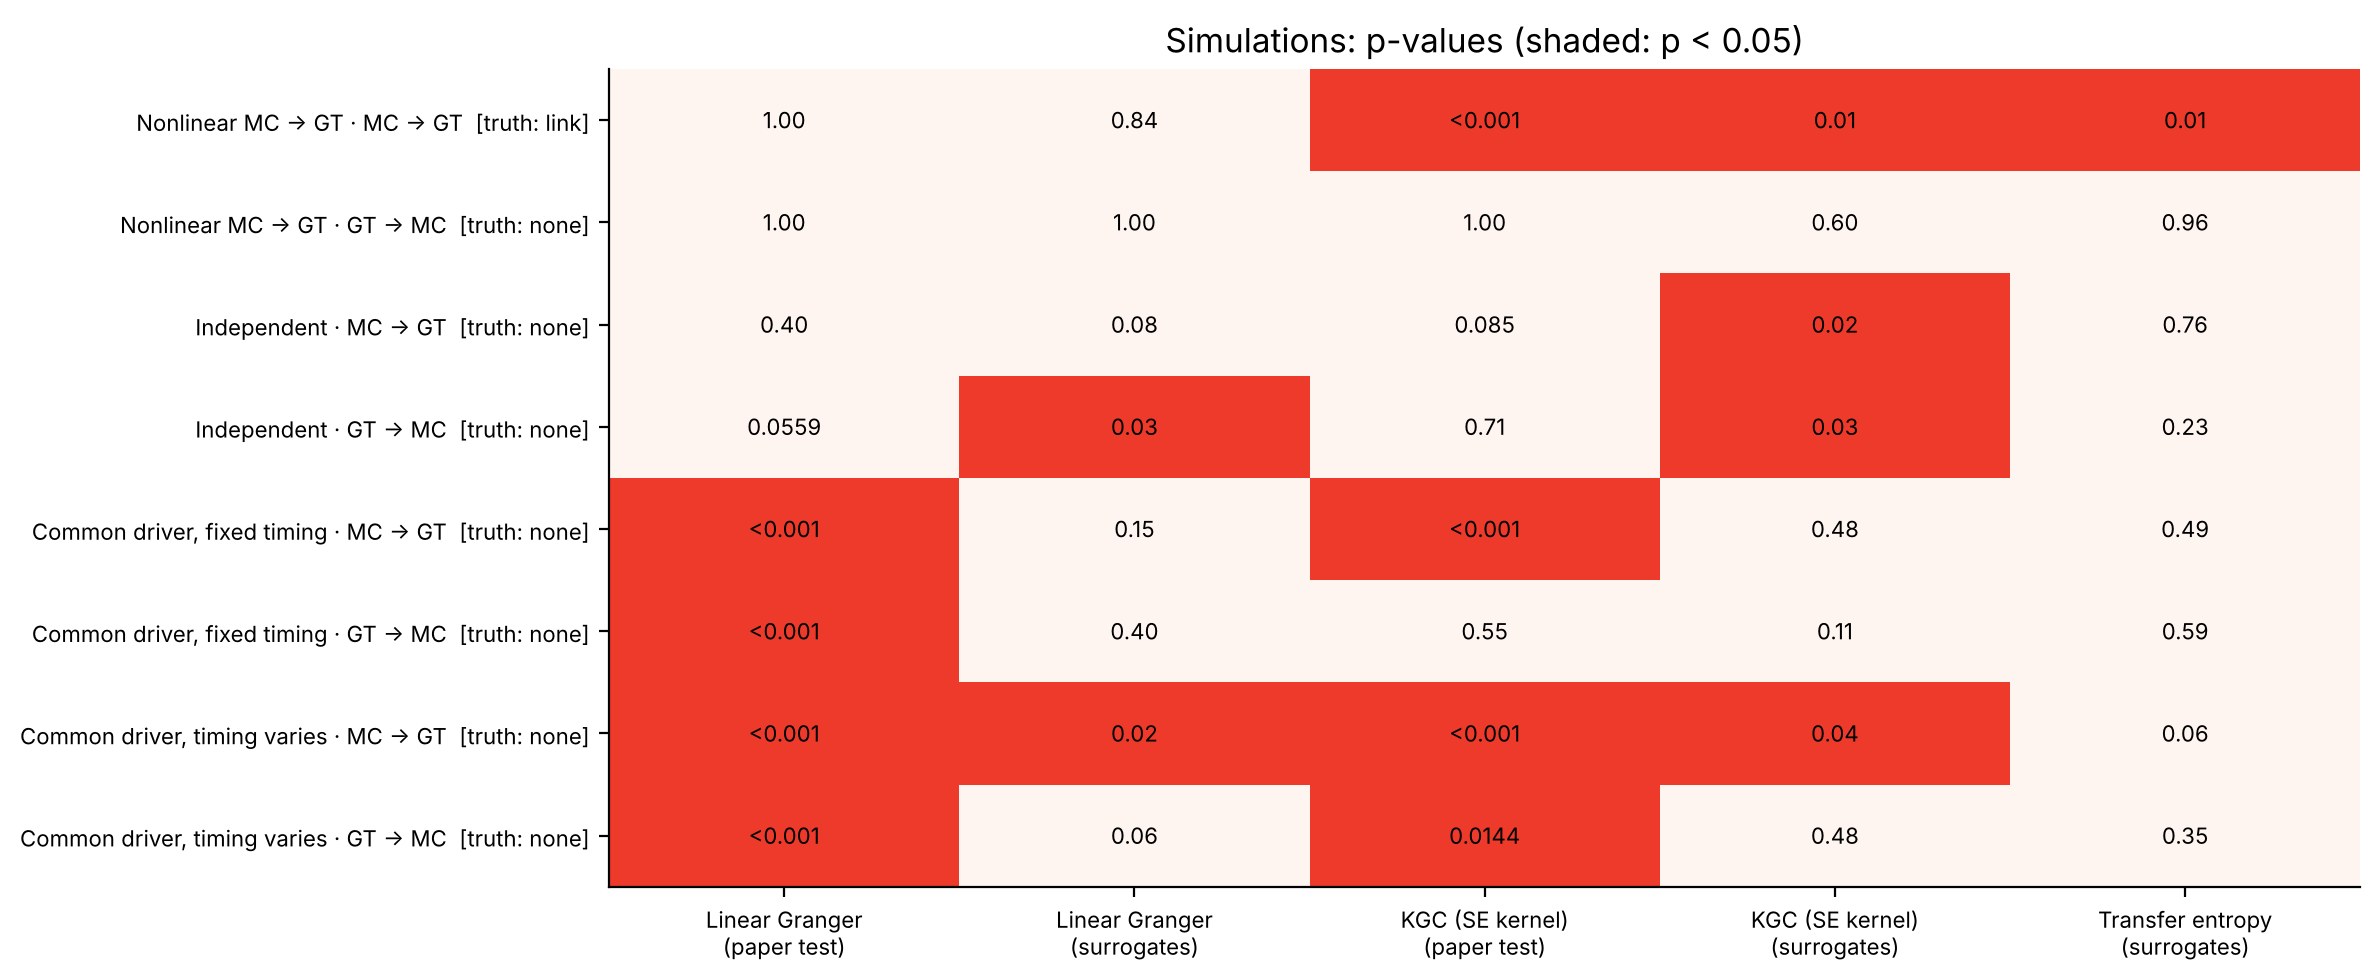 Simulations: p-values (shaded: p < 0.05)
Nonlinear MC → GT · MC → GT [truth: link] 1.00 0.84 <0.001 0.01 0.01
Nonlinear MC → GT · GT → MC [truth: none] 1.00 1.00 1.00 0.60 0.96
Independent · MC → GT [truth: none] 0.40 0.08 0.085 0.02 0.76
Independent · GT → MC [truth: none] 0.0559 0.03 0.71 0.03 0.23
Common driver, fixed timing · MC → GT [truth: none] <0.001 0.15 <0.001 0.48 0.49
Common driver, fixed timing · GT → MC [truth: none] <0.001 0.40 0.55 0.11 0.59
Common driver, timing varies · MC → GT [truth: none] <0.001 0.02 <0.001 0.04 0.06
Common driver, timing varies · GT → MC [truth: none] <0.001 0.06 0.0144 0.48 0.35
Linear Granger Linear Granger KGC (SE kernel) KGC (SE kernel) Transfer entropy
(paper test) (surrogates) (paper test) (surrogates) (surrogates)